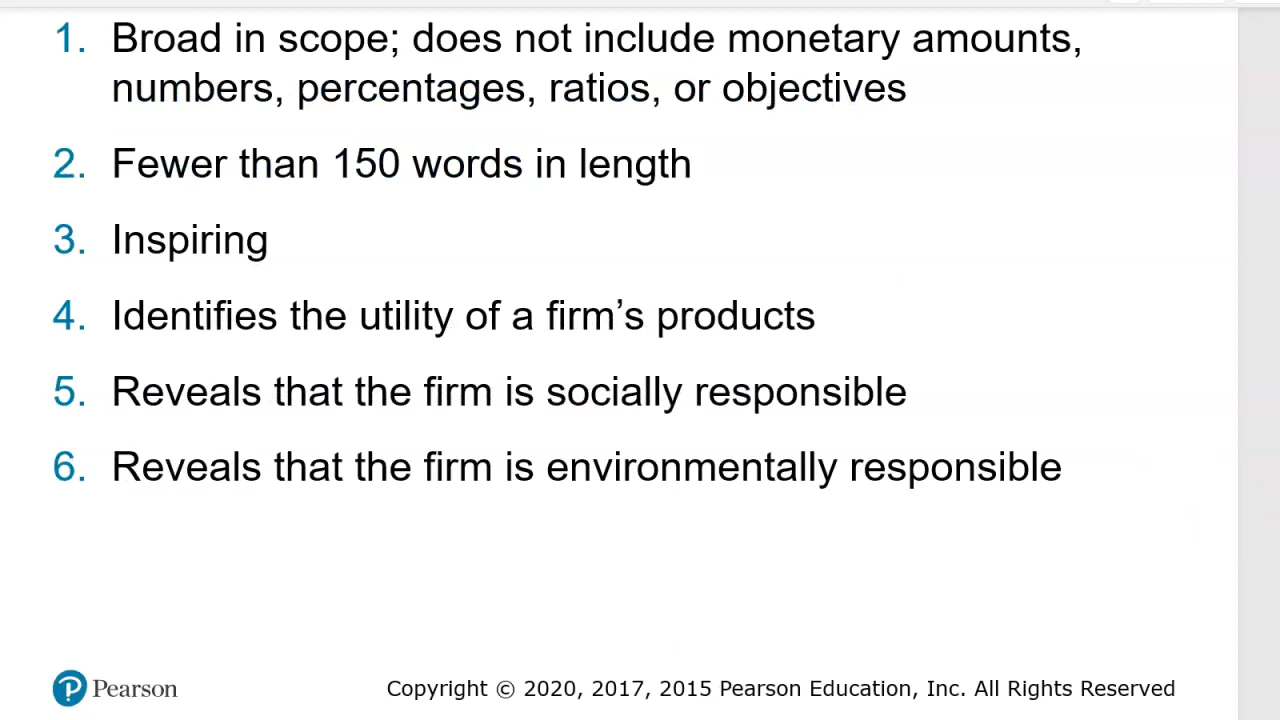 1. Broad in scope; does not include monetary amounts,
numbers, percentages, ratios, or objectives
2. Fewer than 150 words in length
3. Inspiring
4. Identifies the utility of a firm’s products
5. Reveals that the firm is socially responsible
6. Reveals that the firm is environmentally responsible
Pearson Copyright © 2020, 2017, 2015 Pearson Education, Inc. All Rights Reserved